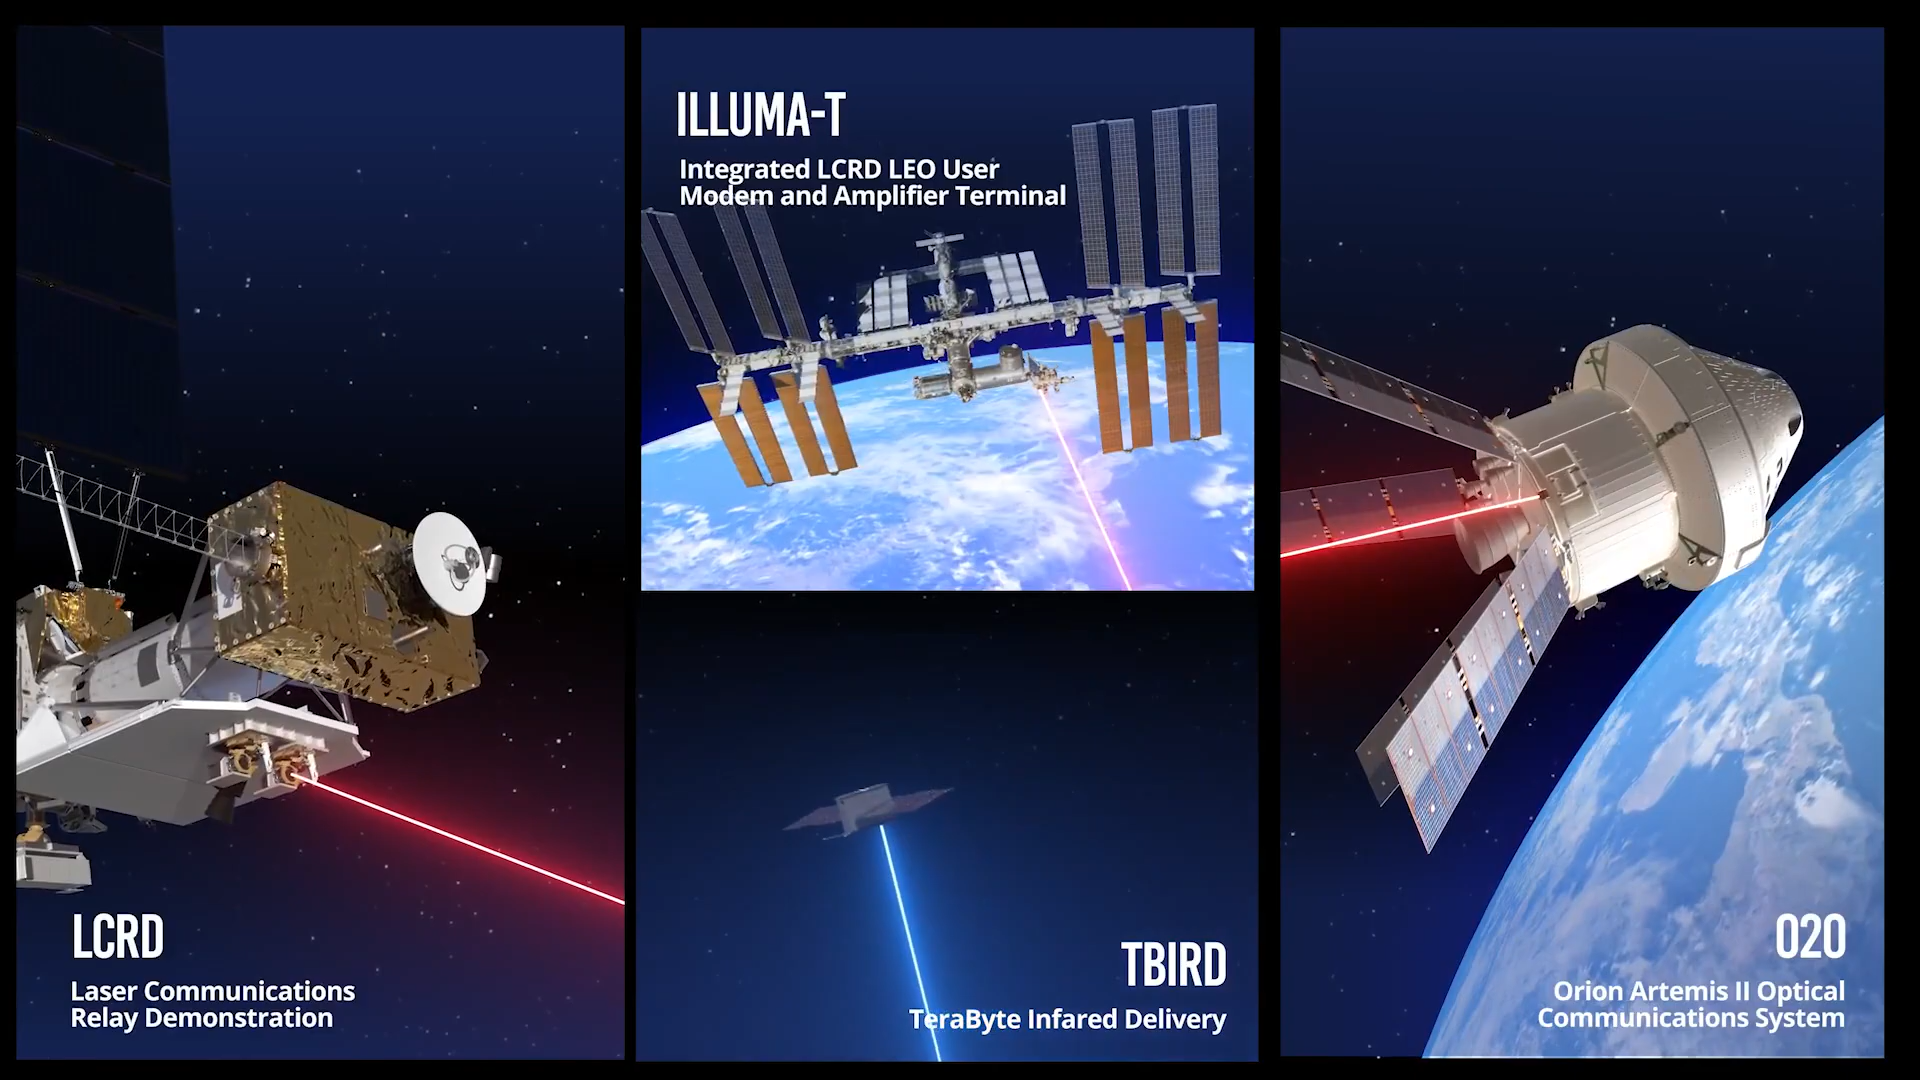 LCRD
Laser Communications
Relay Demonstration
ILLUMA-T
Integrated LCRD LEO User
Modem and Amplifier Terminal
TBIRD
TeraByte Infared Delivery
O2O
Orion Artemis II Optical
Communications System